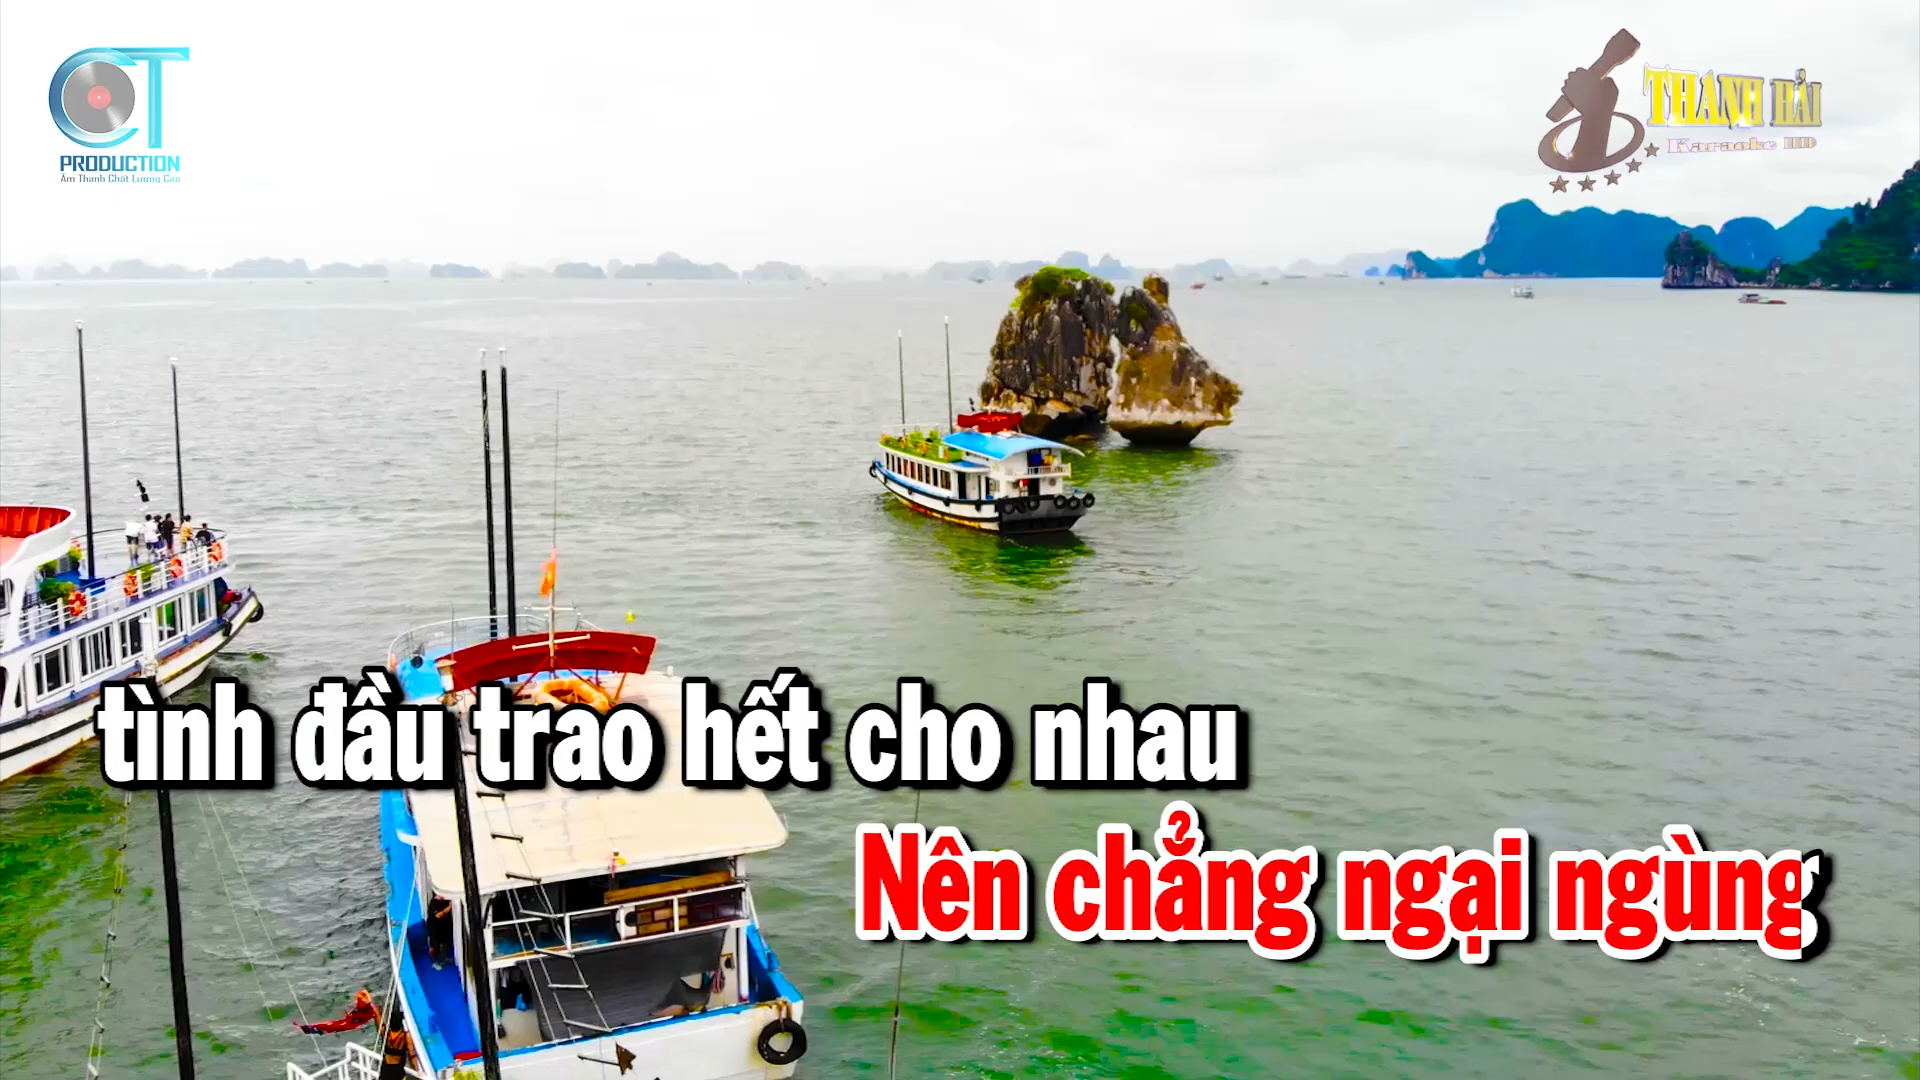 CT
PRODUCTION
Âm Thanh Chất Lượng Cao
THANH HẢI
Karaoke HD
tình đầu trao hết cho nhau
Nên chẳng ngại ngùng